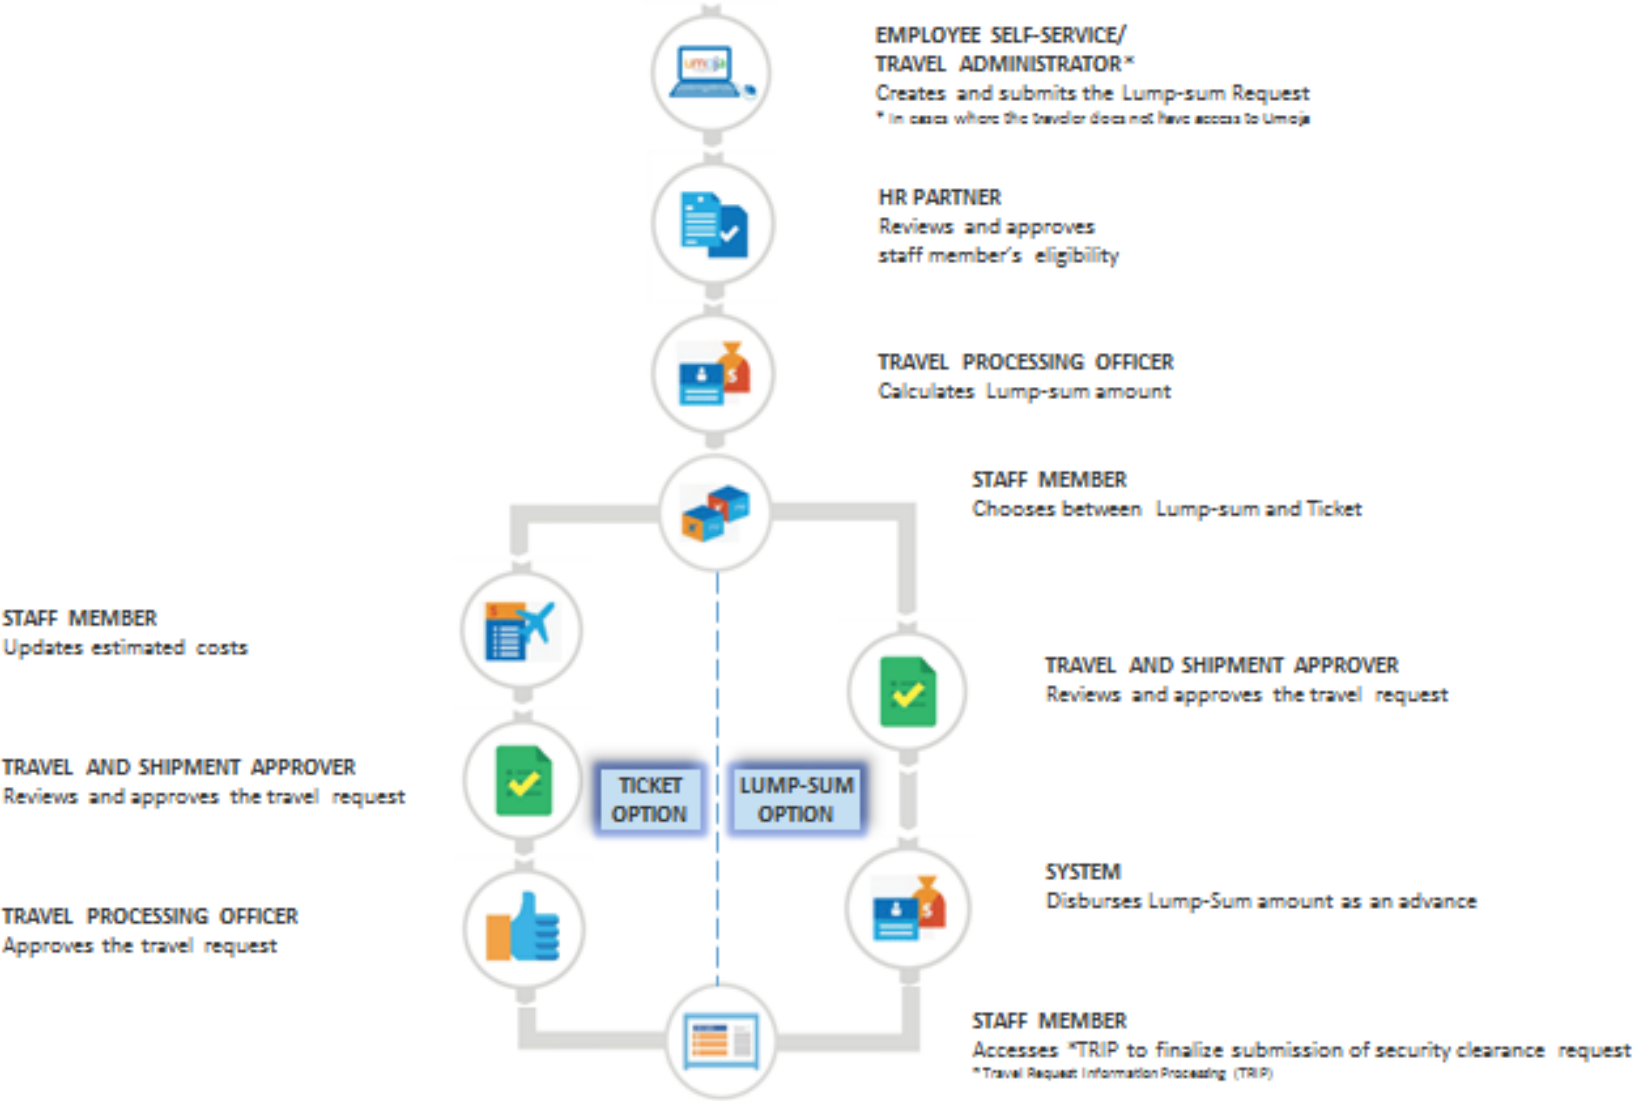 umoja
EMPLOYEE SELF-SERVICE/
TRAVEL ADMINISTRATOR*
Creates and submits the Lump-sum Request
* In cases where the traveler does not have access to Umoja
HR PARTNER
Reviews and approves
staff member's eligibility
TRAVEL PROCESSING OFFICER
Calculates Lump-sum amount
STAFF MEMBER
Chooses between Lump-sum and Ticket
STAFF MEMBER
Updates estimated costs
TRAVEL AND SHIPMENT APPROVER
Reviews and approves the travel request
TRAVEL AND SHIPMENT APPROVER
Reviews and approves the travel request
TICKET
OPTION
LUMP-SUM
OPTION
SYSTEM
Disburses Lump-Sum amount as an advance
TRAVEL PROCESSING OFFICER
Approves the travel request
STAFF MEMBER
Accesses *TRIP to finalize submission of security clearance request
* Travel Request Information Processing (TRIP)